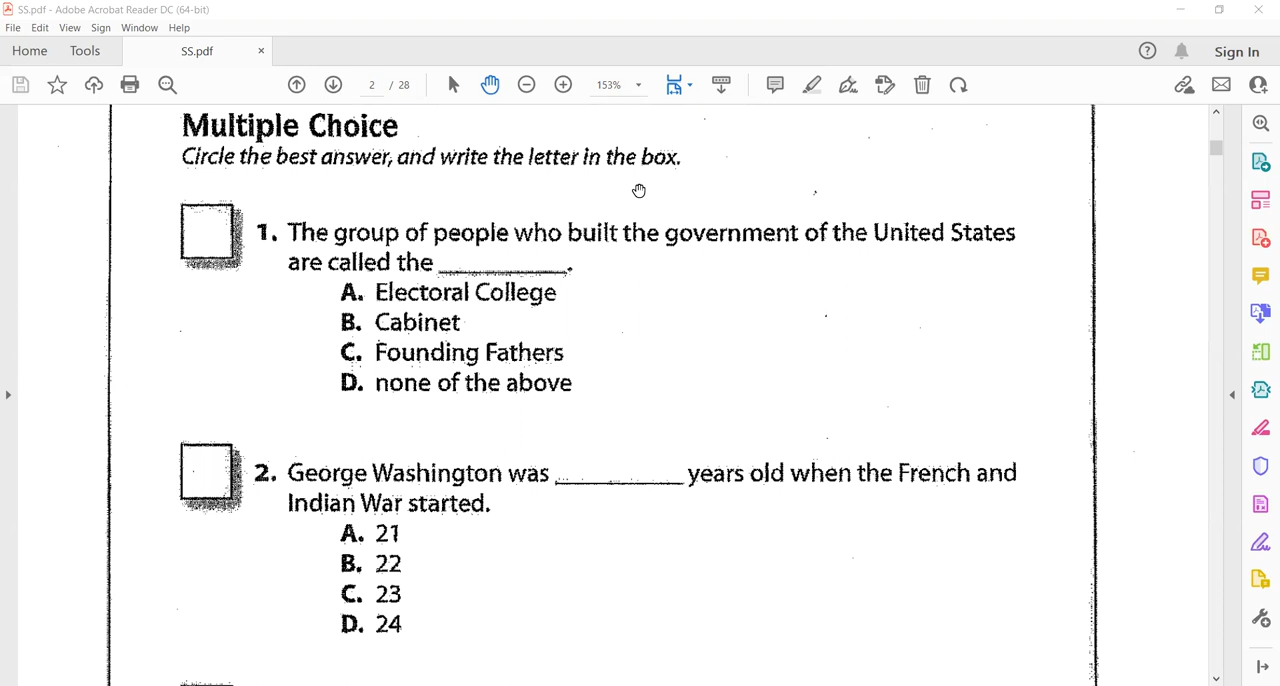 SS.pdf - Adobe Acrobat Reader DC (64-bit)
File Edit View Sign Window Help
Home Tools SS.pdf × Sign In
2 / 28 153%
Multiple Choice
Circle the best answer, and write the letter in the box.
1. The group of people who built the government of the United States
are called the __________.
A. Electoral College
B. Cabinet
C. Founding Fathers
D. none of the above
2. George Washington was __________ years old when the French and
Indian War started.
A. 21
B. 22
C. 23
D. 24